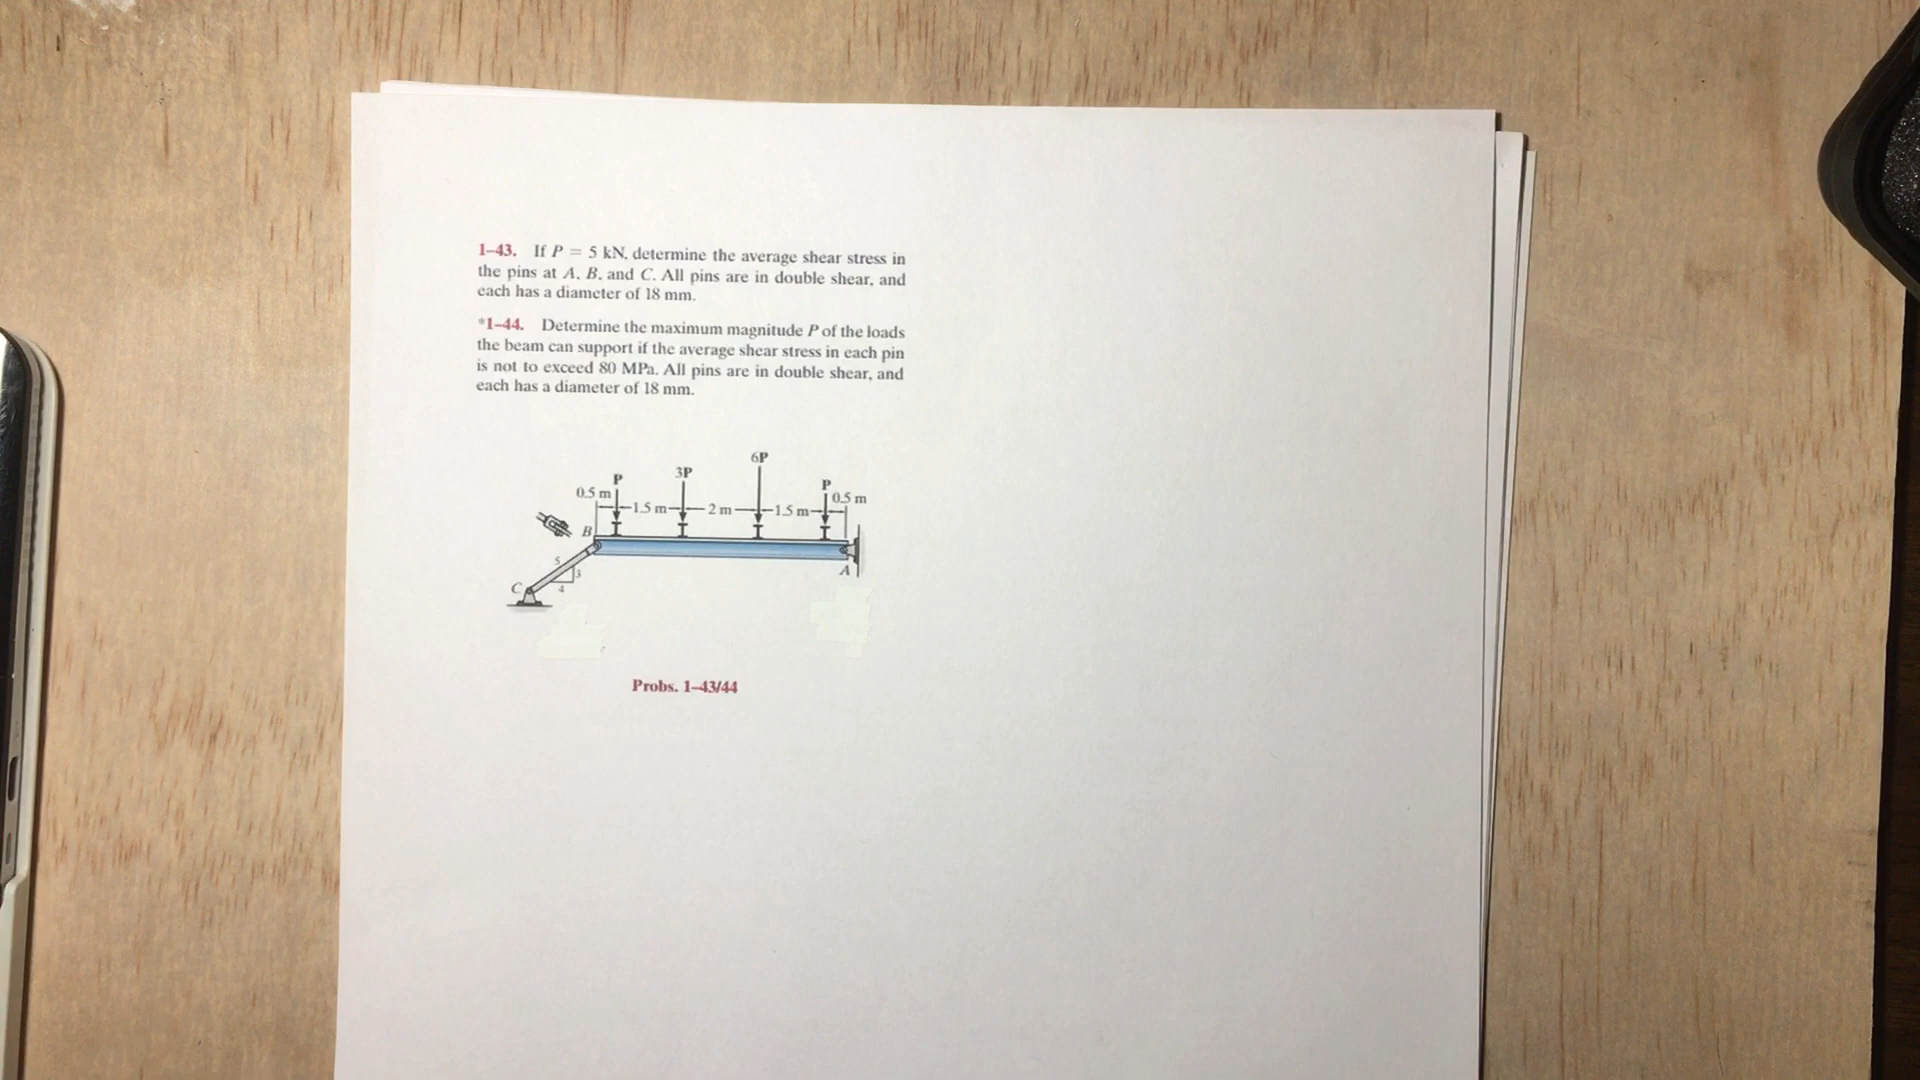 1–43. If P = 5 kN, determine the average shear stress in
the pins at A, B, and C. All pins are in double shear, and
each has a diameter of 18 mm.
*1–44. Determine the maximum magnitude P of the loads
the beam can support if the average shear stress in each pin
is not to exceed 80 MPa. All pins are in double shear, and
each has a diameter of 18 mm.
6P
3P
P
P
0.5 m
0.5 m
1.5 m
2 m
1.5 m
B
5
3
4
C
A
Probs. 1–43/44